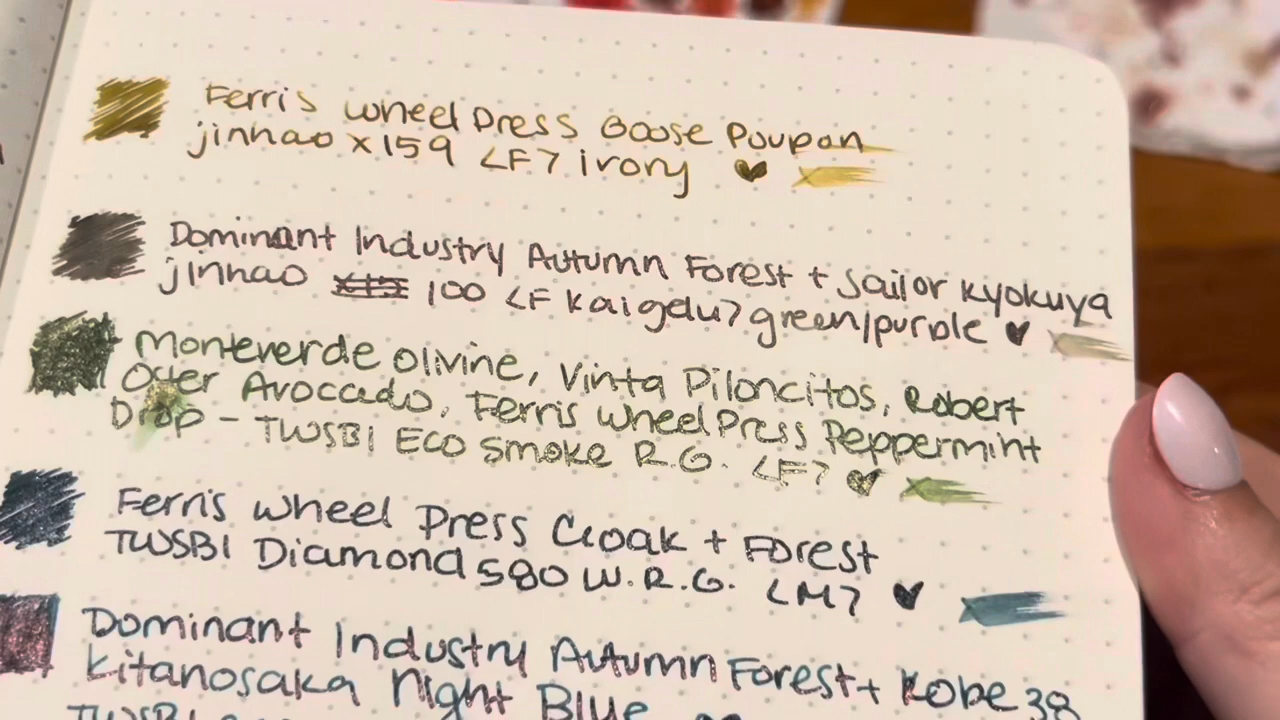 Ferris Wheel Press Goose Poupon
jinhao x159 <F> ivory
Dominant Industry Autumn Forest + Sailor Kyokuya
jinhao 100 <F Kaigelu> green/purple
Monteverde Olivine, Vinta Piloncitos, Robert
Oster Avoccado, Ferris Wheel Press Peppermint
Drop - TWSBI ECO Smoke R.G. <F>
Ferris Wheel Press Cloak + Forest
TWSBI Diamond 580 W.R.G. <M>
Dominant Industry Autumn Forest + Kobe 38
Kitanosaka Night Blue
TWSBI